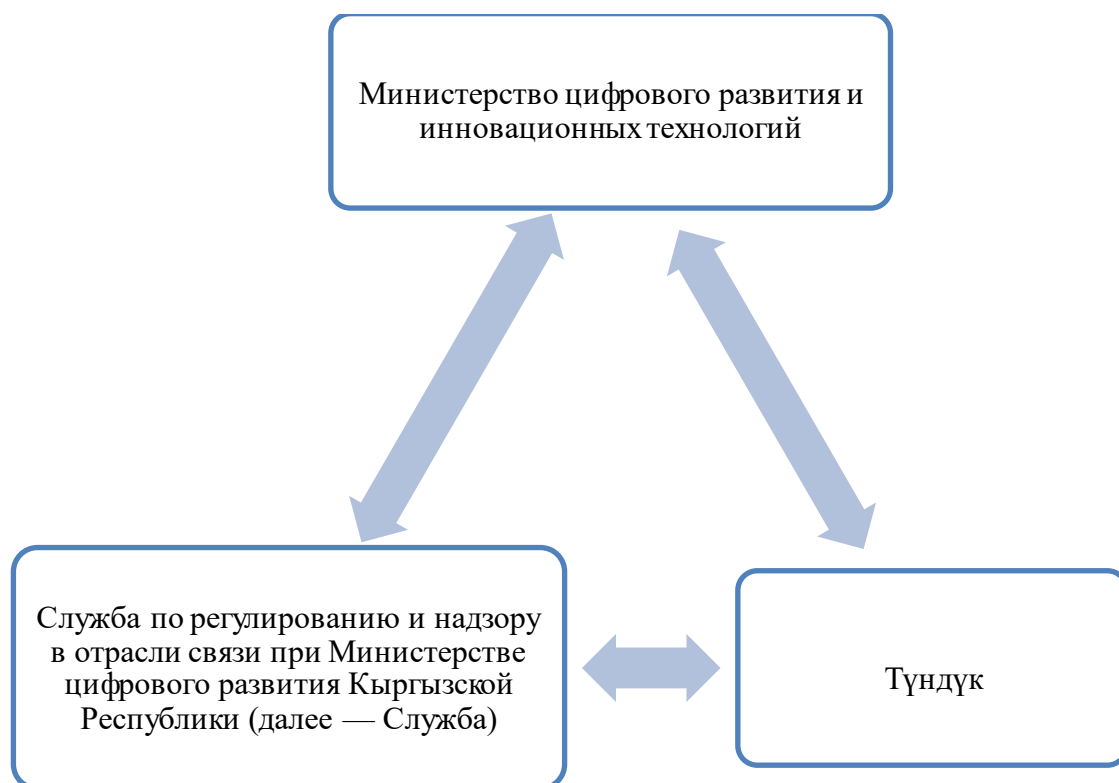 Министерство цифрового развития и
инновационных технологий
Служба по регулированию и надзору
в отрасли связи при Министерстве
цифрового развития Кыргызской
Республики (далее — Служба)
Түндүк